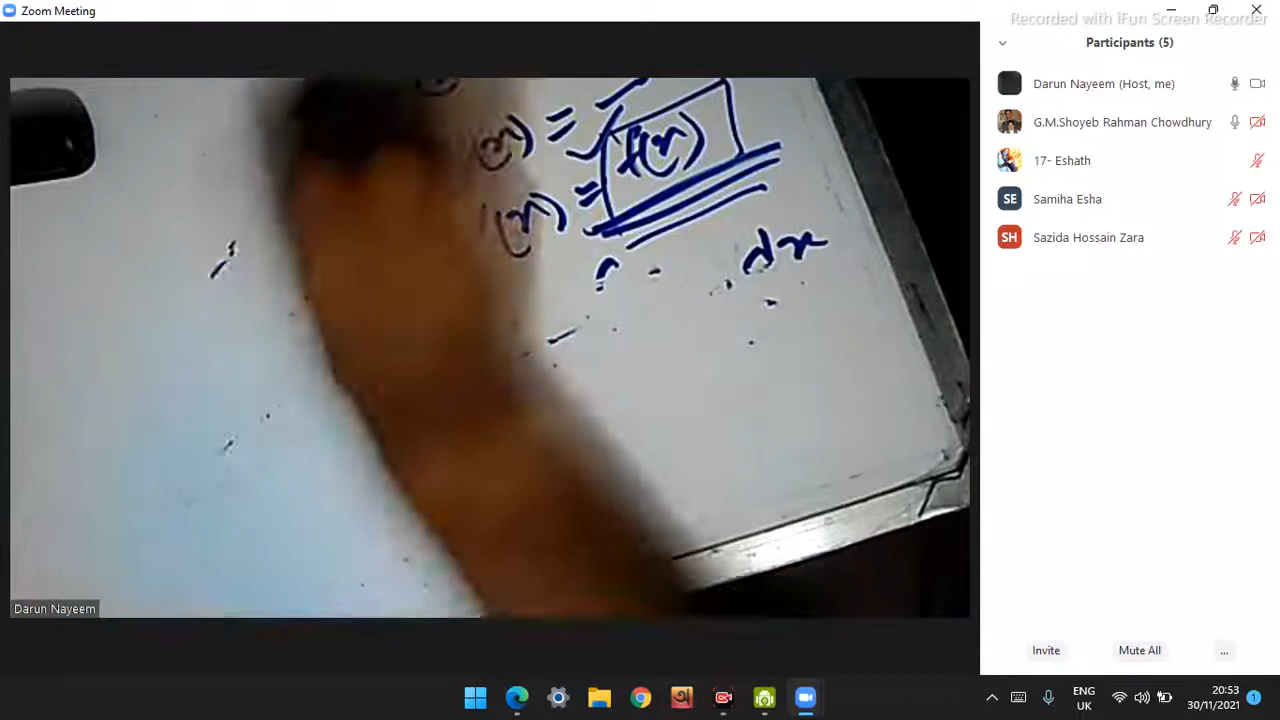 Zoom Meeting
Recorded with iFun Screen Recorder
Participants (5)
Darun Nayeem (Host, me)
G.M.Shoyeb Rahman Chowdhury
17- Eshath
SE Samiha Esha
SH Sazida Hossain Zara
(x) =
f(x)
(x) =
dx
Darun Nayeem
Invite
Mute All
...
ENG
UK
20:53
30/11/2021
1
অ